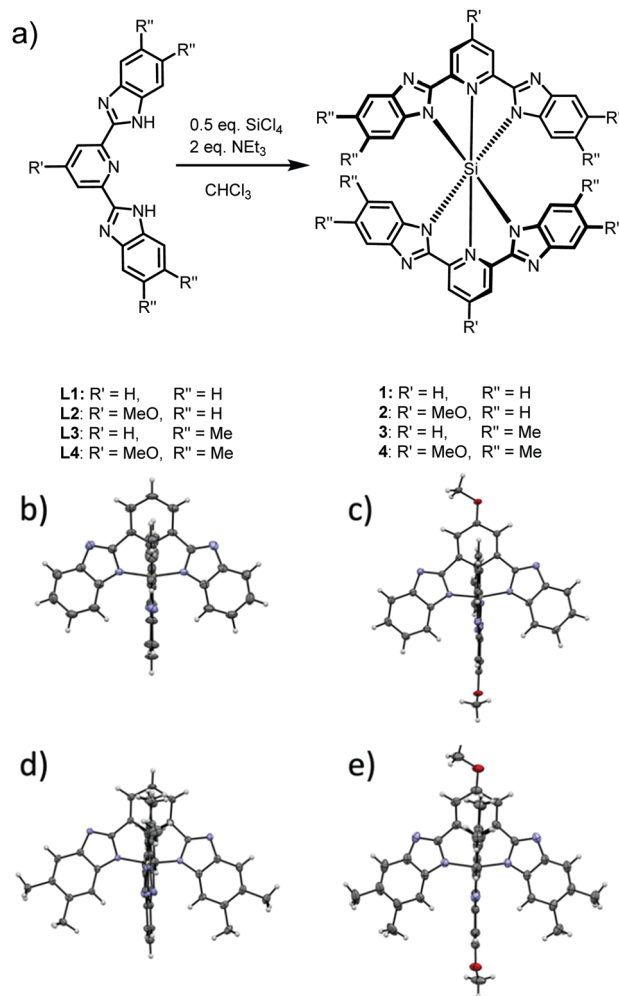 a)
R"
R"
N
NH
R'
N
NH
N
R"
R"
0.5 eq. SiCl4
2 eq. NEt3
CHCl3
R'
N
N
N
N
N
R"
R"
R"
R"
Si
R"
R"
R"
R"
N
N
N
N
N
R'
L1: R' = H, R" = H
L2: R' = MeO, R" = H
L3: R' = H, R" = Me
L4: R' = MeO, R" = Me
1: R' = H, R" = H
2: R' = MeO, R" = H
3: R' = H, R" = Me
4: R' = MeO, R" = Me
b)
c)
d)
e)